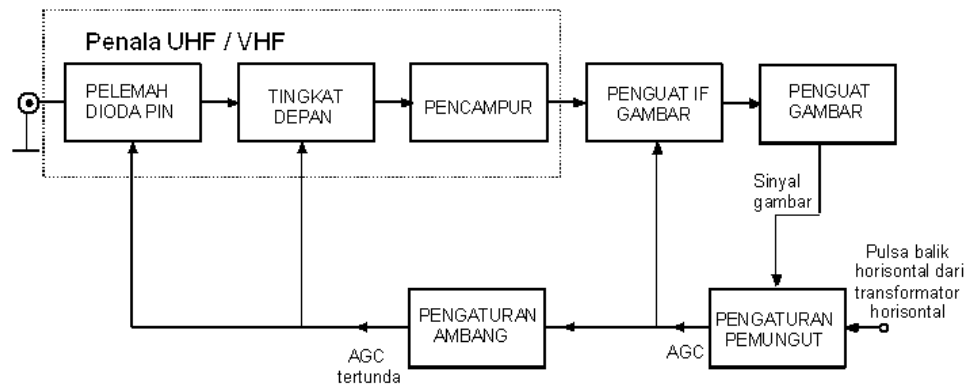 Penala UHF / VHF
PELEMAH
DIODA PIN
TINGKAT
DEPAN
PENCAMPUR
PENGUAT IF
GAMBAR
PENGUAT
GAMBAR
Sinyal
gambar
Pulsa balik
horisontal dari
transformator
horisontal
PENGATURAN
AMBANG
PENGATURAN
PEMUNGUT
AGC
tertunda
AGC